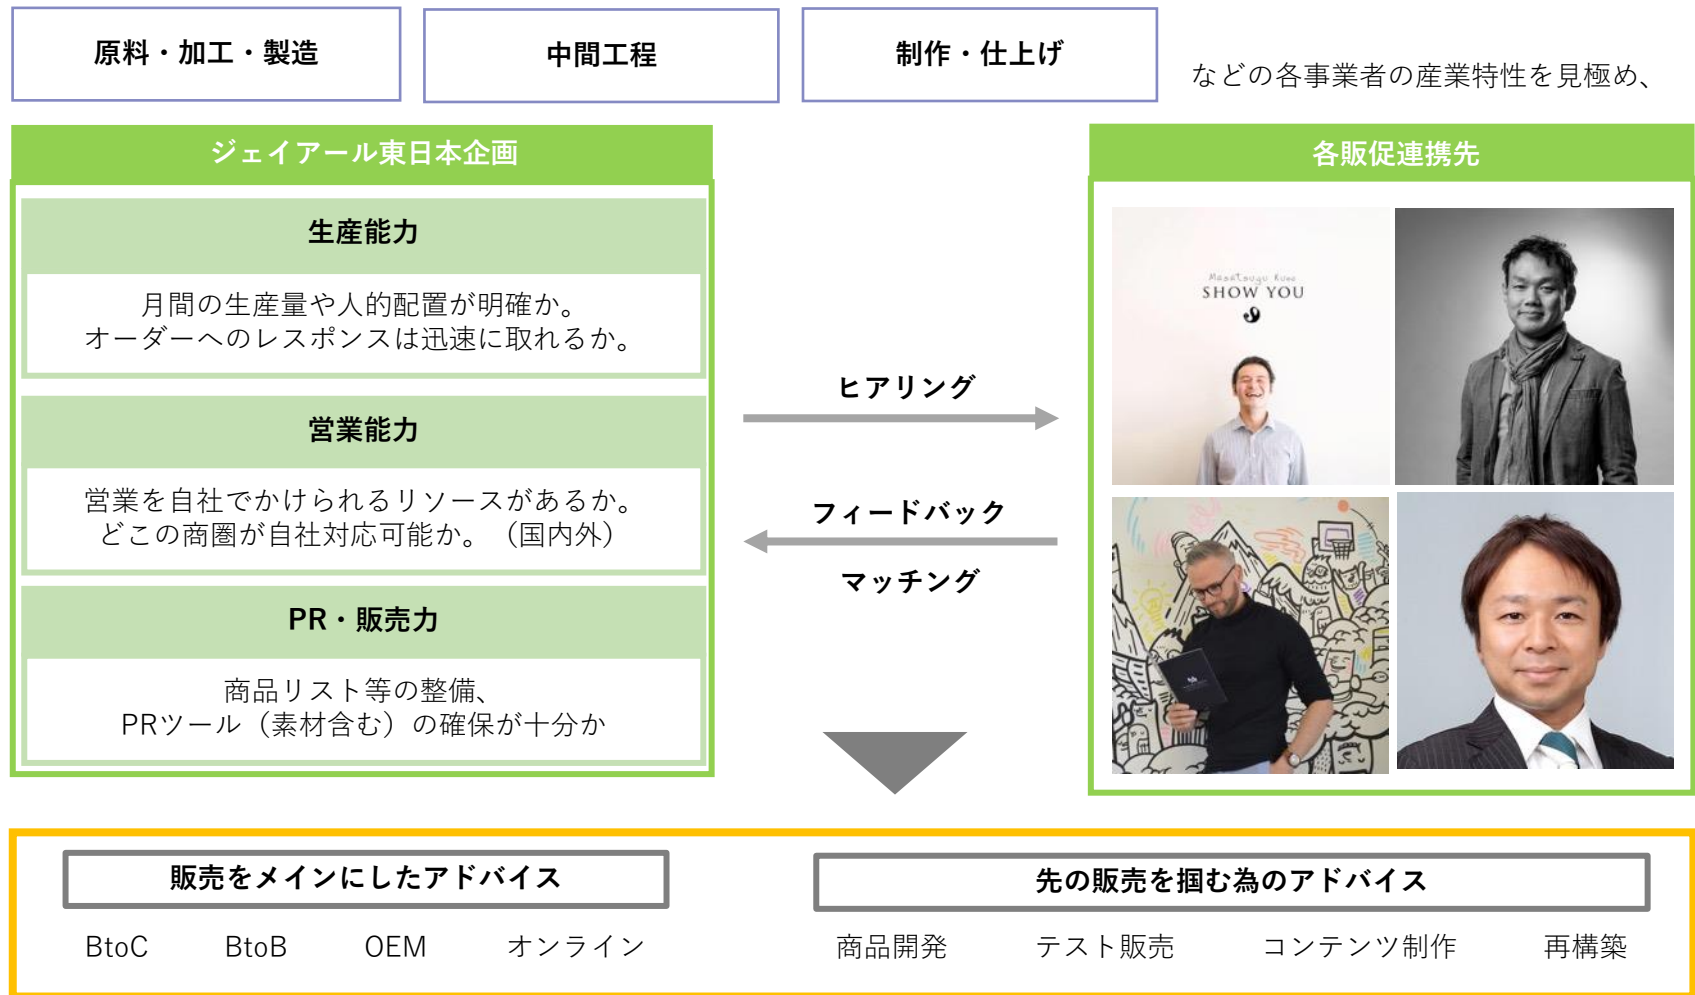 原料・加工・製造
中間工程
制作・仕上げ
などの各事業者の産業特性を見極め、
ジェイアール東日本企画
生産能力
月間の生産量や人的配置が明確か。
オーダーへのレスポンスは迅速に取れるか。
営業能力
営業を自社でかけられるリソースがあるか。
どこの商圏が自社対応可能か。（国内外）
PR・販売力
商品リスト等の整備、
PRツール（素材含む）の確保が十分か
ヒアリング
フィードバック
マッチング
各販促連携先
Masatsugu Kuno
SHOW YOU
販売をメインにしたアドバイス
BtoC
BtoB
OEM
オンライン
先の販売を掴む為のアドバイス
商品開発
テスト販売
コンテンツ制作
再構築